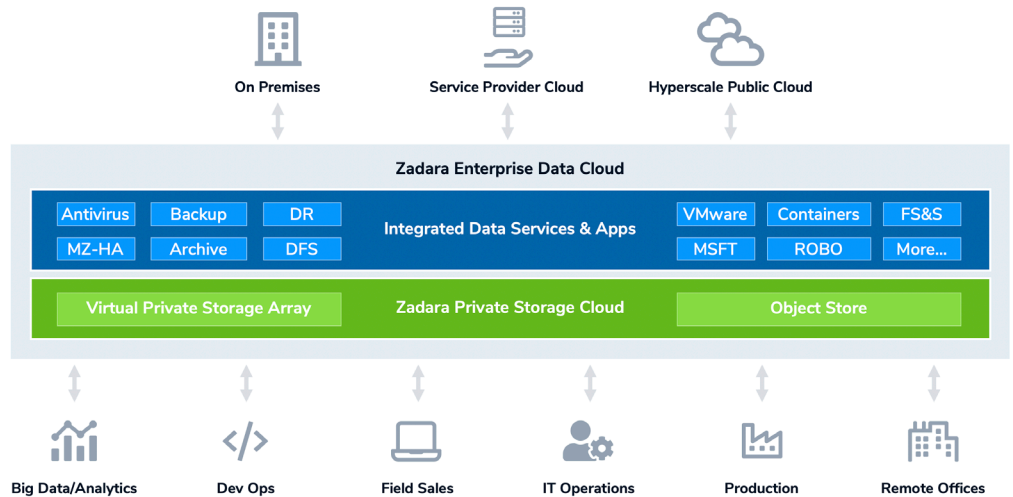 On Premises
Service Provider Cloud
Hyperscale Public Cloud
Zadara Enterprise Data Cloud
Antivirus
Backup
DR
MZ-HA
Archive
DFS
Integrated Data Services & Apps
VMware
Containers
FS&S
MSFT
ROBO
More...
Virtual Private Storage Array
Zadara Private Storage Cloud
Object Store
Big Data/Analytics
Dev Ops
Field Sales
IT Operations
Production
Remote Offices